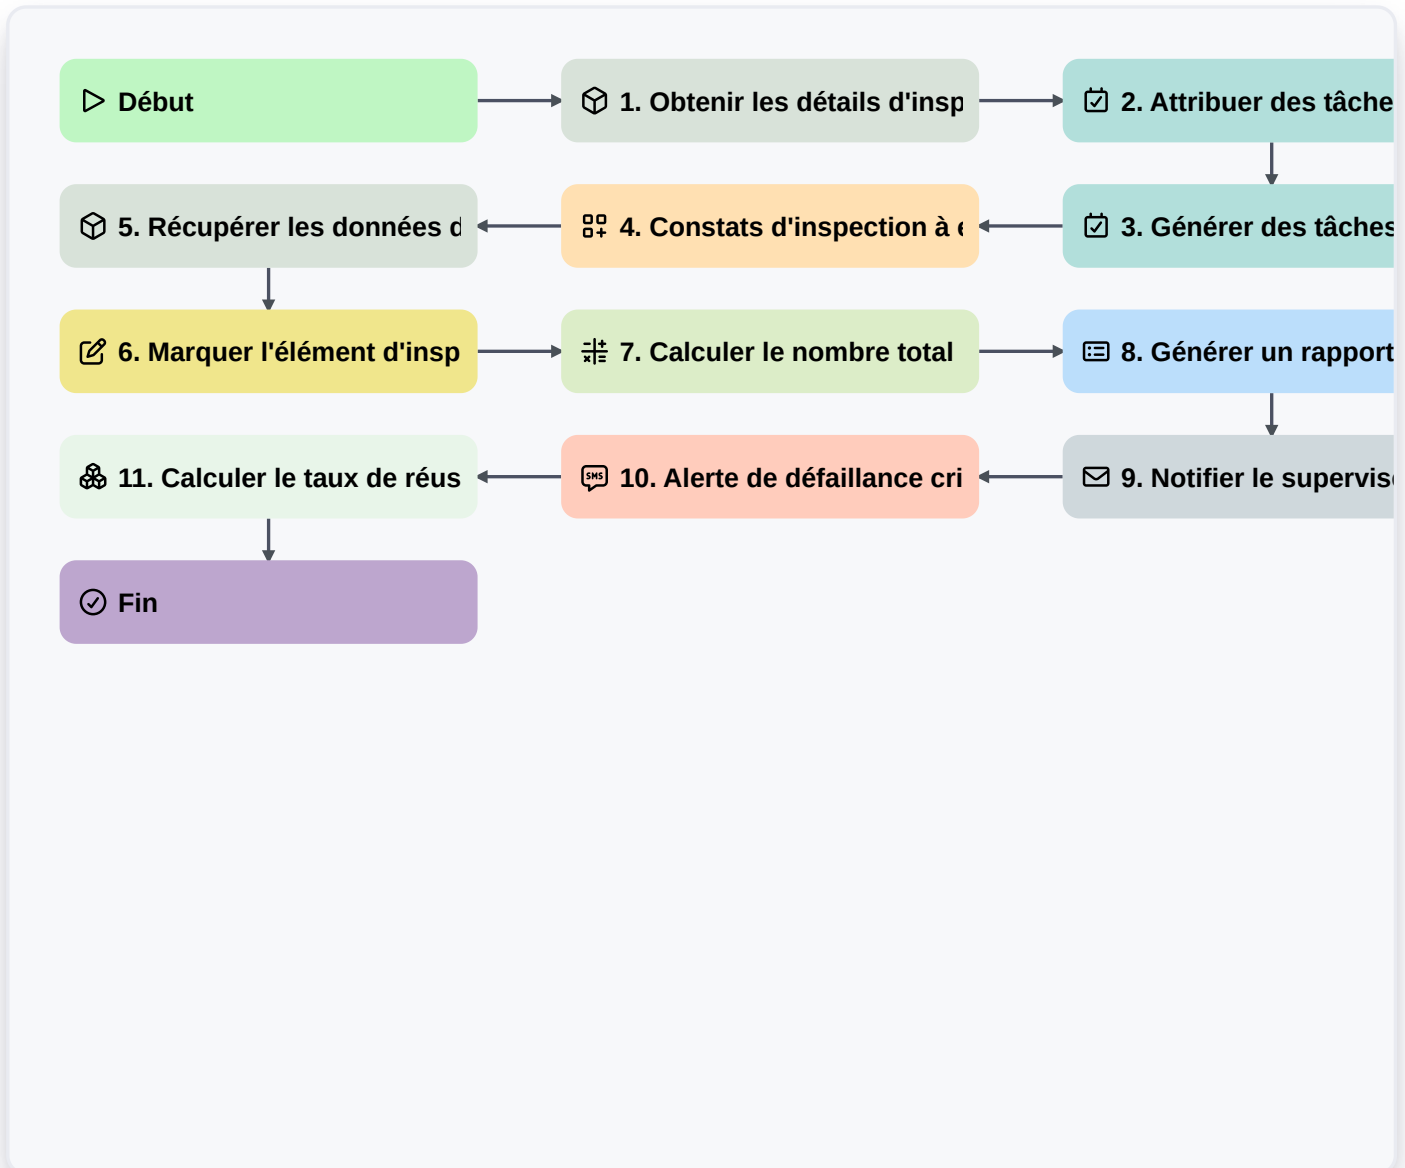 Début
1. Obtenir les détails d'insp
2. Attribuer des tâche
5. Récupérer les données d
4. Constats d'inspection à
3. Générer des tâches
6. Marquer l'élément d'insp
7. Calculer le nombre total
8. Générer un rapport
11. Calculer le taux de réus
10. Alerte de défaillance cri
SMS
9. Notifier le supervise
Fin